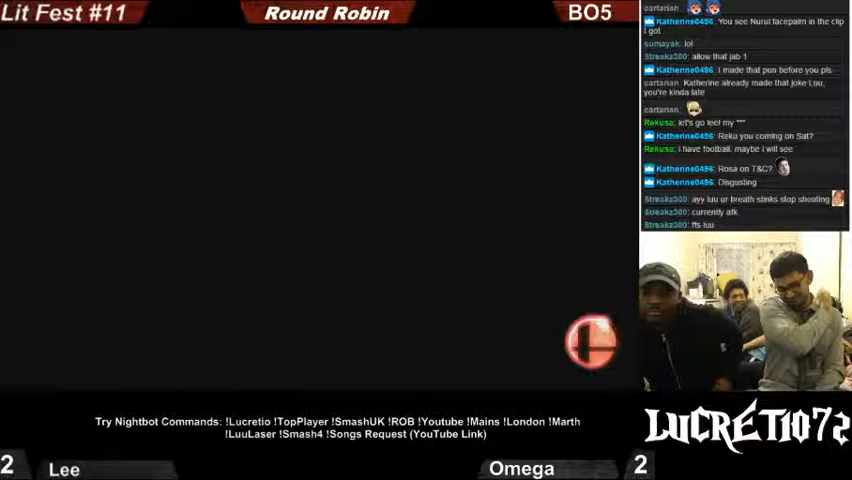 Lit Fest #11
Round Robin
BO5
cartarian:
Katherine0496: You see Nurul facepalm in the clip
I got
sumayak: lol
Streakz300: allow that jab 1
Katherine0496: I made that pun before you pls
cartarian: Katherine already made that joke Luu,
you're kinda late
cartarian:
Rekusa: let's go lee! my ***
Katherine0496: Reku you coming on Sat?
Rekusa: i have football, maybe i will see
Katherine0496: Rosa on T&C?
Katherine0496: Disgusting
Streakz300: ayy luu ur breath stinks stop shouting
Streakz300: currently afk
Streakz300: ffs luu
Try Nightbot Commands: !Lucretio !TopPlayer !SmashUK !ROB !Youtube !Mains !London !Marth
!LuuLaser !Smash4 !Songs Request (YouTube Link)
LUCRÉTIO72
2
Lee
Omega
2